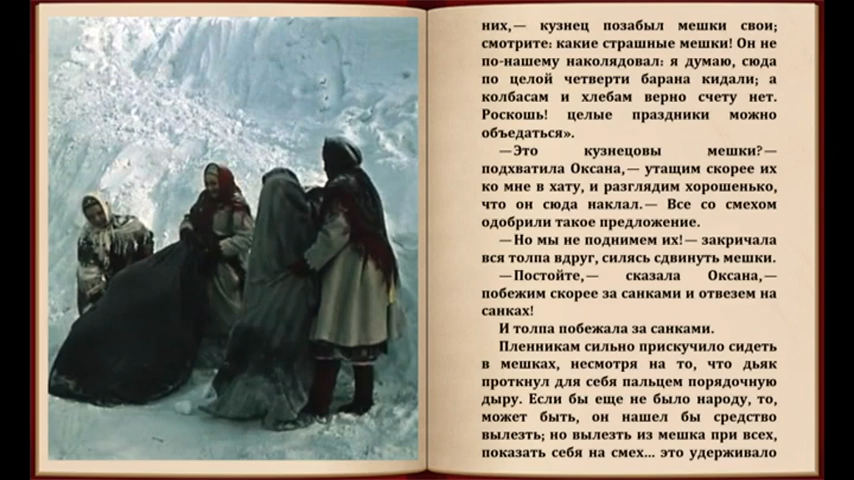 них,— кузнец позабыл мешки свои;
смотрите: какие страшные мешки! Он не
по-нашему наколядовал: я думаю, сюда
по целой четверти барана кидали; а
колбасам и хлебам верно счету нет.
Роскошь! целые праздники можно
объедаться».
—Это кузнецовы мешки?—
подхватила Оксана,— утащим скорее их
ко мне в хату, и разглядим хорошенько,
что он сюда наклал.— Все со смехом
одобрили такое предложение.
—Но мы не поднимем их!— закричала
вся толпа вдруг, силясь сдвинуть мешки.
—Постойте,— сказала Оксана,—
побежим скорее за санками и отвезем на
санках!
И толпа побежала за санками.
Пленникам сильно прискучило сидеть
в мешках, несмотря на то, что дьяк
проткнул для себя пальцем порядочную
дыру. Если бы еще не было народу, то,
может быть, он нашел бы средство
вылезть; но вылезть из мешка при всех,
показать себя на смех... это удерживало